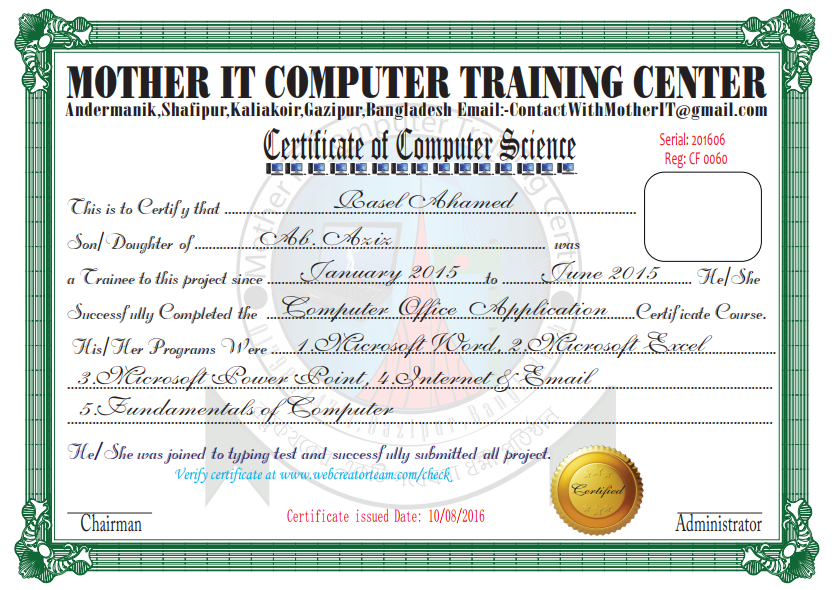 MOTHER IT COMPUTER TRAINING CENTER
Andermanik,Shafipur,Kaliakoir,Gazipur,Bangladesh Email:-ContactWithMotherIT@gmail.com
Certificate of Computer Science
Serial: 201606
Reg: CF 0060
This is to Certify that Rasel Ahamed
Son/Doughter of Ab. Aziz was
a Trainee to this project since January 2015 to June 2015 He/She
Successfully Completed the Computer Office Application Certificate Course.
His/Her Programs Were 1.Microsoft Word, 2.Microsoft Excel
3.Microsoft Power Point, 4.Internet & Email
5.Fundamentals of Computer
He/She was joined to typing test and successfully submitted all project.
Verify certificate at www.webcreatorteam.com/check
Certified
Certificate issued Date: 10/08/2016
Chairman
Administrator
Mother IT Computer Training Center